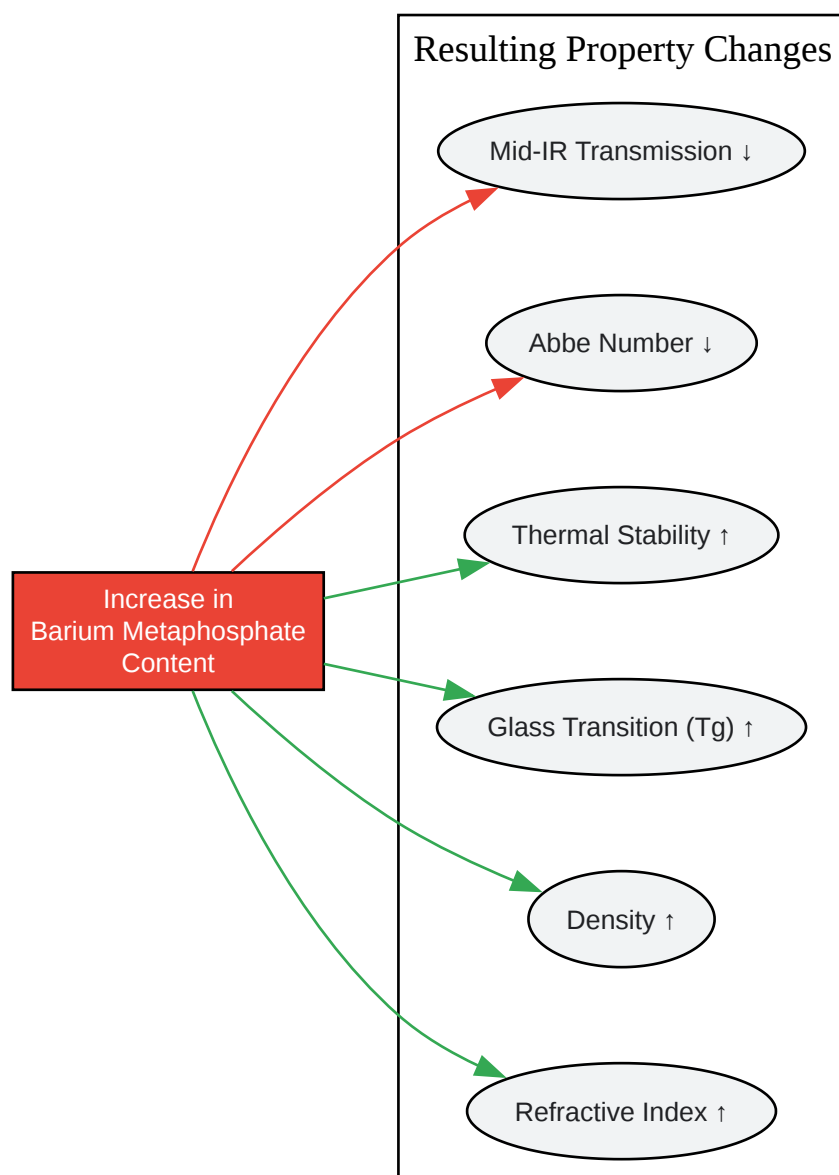 Resulting Property Changes
Mid-IR Transmission ↓
Abbe Number ↓
Thermal Stability ↑
Increase in
Barium Metaphosphate
Content
Glass Transition (Tg) ↑
Density ↑
Refractive Index ↑